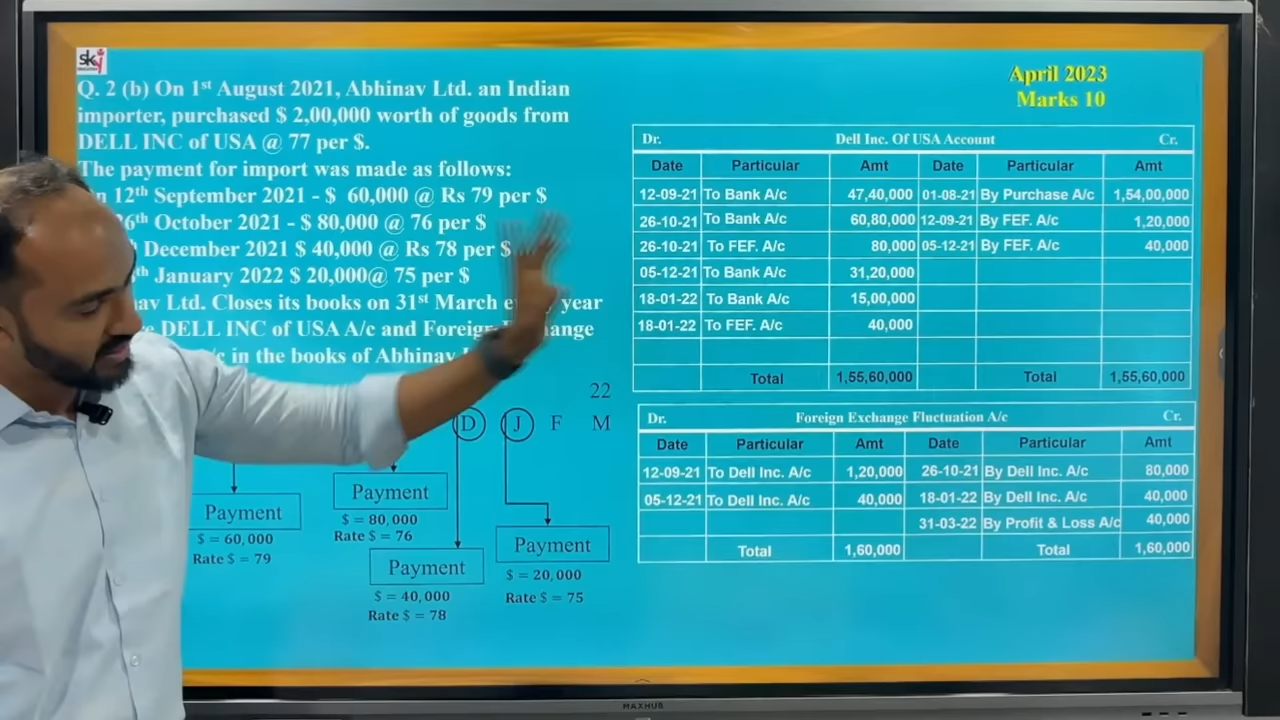 sky
April 2023
Marks 10
Q. 2 (b) On 1st August 2021, Abhinav Ltd. an Indian
importer, purchased $ 2,00,000 worth of goods from
DELL INC of USA @ 77 per $.
The payment for import was made as follows:
12th September 2021 - $ 60,000 @ Rs 79 per $
October 2021 - $ 80,000 @ 76 per $
December 2021 $ 40,000 @ Rs 78 per $
January 2022 $ 20,000@ 75 per $
Ltd. Closes its books on 31st March year
DELL INC of USA A/c and Foreign
in the books of Abhinav
22
D J F M
Payment
$ = 60,000
Rate $ = 79
Payment
$ = 80,000
Rate $ = 76
Payment
$ = 40,000
Rate $ = 78
Payment
$ = 20,000
Rate $ = 75
Dr. Dell Inc. Of USA Account Cr.
Date Particular Amt Date Particular Amt
12-09-21 To Bank A/c 47,40,000 01-08-21 By Purchase A/c 1,54,00,000
26-10-21 To Bank A/c 60,80,000 12-09-21 By FEF. A/c 1,20,000
26-10-21 To FEF. A/c 80,000 05-12-21 By FEF. A/c 40,000
05-12-21 To Bank A/c 31,20,000
18-01-22 To Bank A/c 15,00,000
18-01-22 To FEF. A/c 40,000
Total 1,55,60,000 Total 1,55,60,000
Dr. Foreign Exchange Fluctuation A/c Cr.
Date Particular Amt Date Particular Amt
12-09-21 To Dell Inc. A/c 1,20,000 26-10-21 By Dell Inc. A/c 80,000
05-12-21 To Dell Inc. A/c 40,000 18-01-22 By Dell Inc. A/c 40,000
31-03-22 By Profit & Loss A/c 40,000
Total 1,60,000 Total 1,60,000
MAXHUB